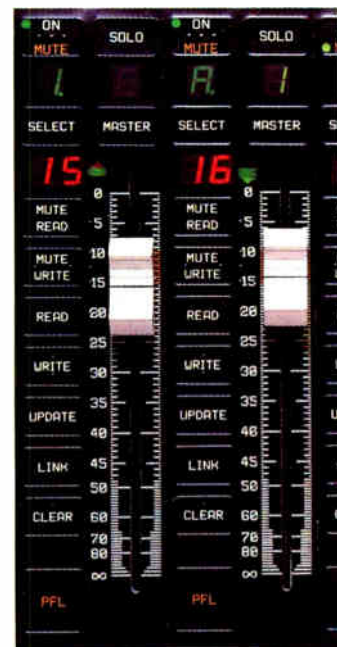 ON SOLO ON SOLO
MUTE MUTE
I. A. 1
SELECT MASTER SELECT MASTER S
15 16
0 0
MUTE READ 5 MUTE READ 5
10 10
MUTE WRITE 15 MUTE WRITE 15
READ 20 READ 20
25 25
WRITE 30 WRITE 30
35 35
UPDATE 40 UPDATE 40
LINK 45 LINK 45
50 50
CLEAR 60 CLEAR 60
70 70
80 80
∞ ∞
PFL PFL